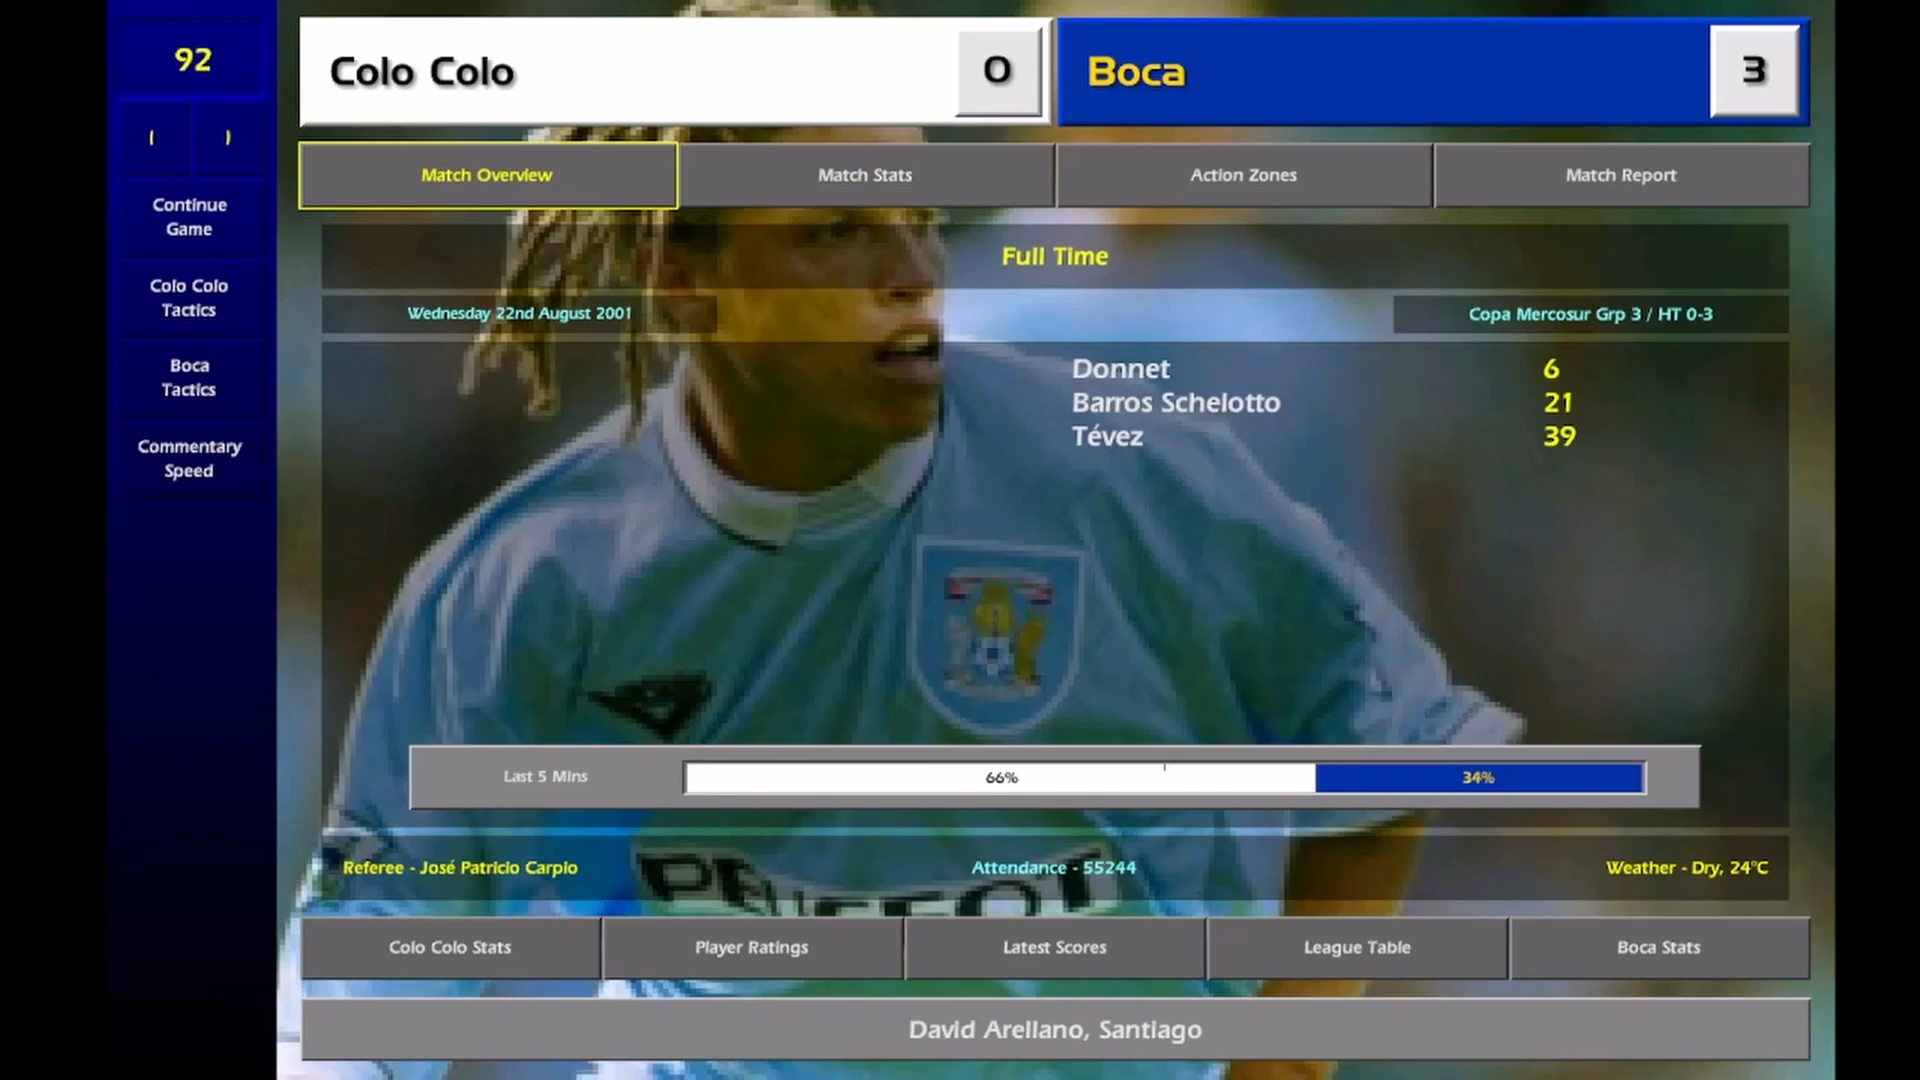 92
Colo Colo 0
Boca 3
Match Overview
Match Stats
Action Zones
Match Report
Continue
Game
Colo Colo
Tactics
Boca
Tactics
Commentary
Speed
Full Time
Wednesday 22nd August 2001
Copa Mercosur Grp 3 / HT 0-3
Donnet 6
Barros Schelotto 21
Tévez 39
Last 5 Mins
66%
34%
Referee - José Patricio Carpio
Attendance - 55244
Weather - Dry, 24°C
PEUGEOT
Colo Colo Stats
Player Ratings
Latest Scores
League Table
Boca Stats
David Arellano, Santiago